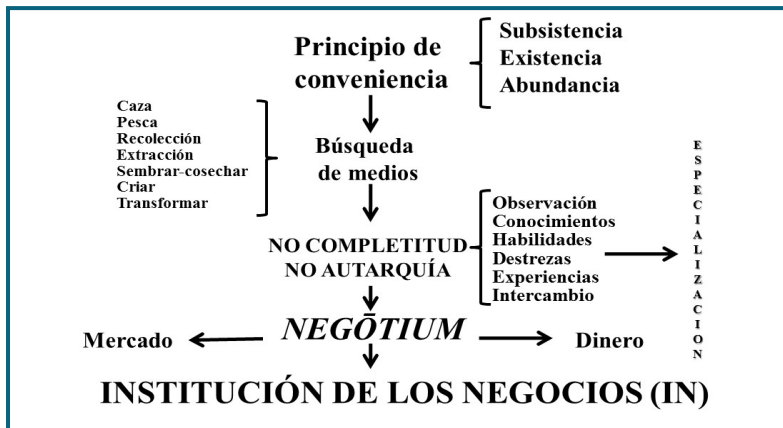 Principio de
conveniencia
Subsistencia
Existencia
Abundancia
Caza
Pesca
Recolección
Extracción
Sembrar-cosechar
Criar
Transformar
Búsqueda
de medios
NO COMPLETITUD
NO AUTARQUÍA
Observación
Conocimientos
Habilidades
Destrezas
Experiencias
Intercambio
ESPECIALIZACION
Mercado
NEGŌTIUM
Dinero
INSTITUCIÓN DE LOS NEGOCIOS (IN)